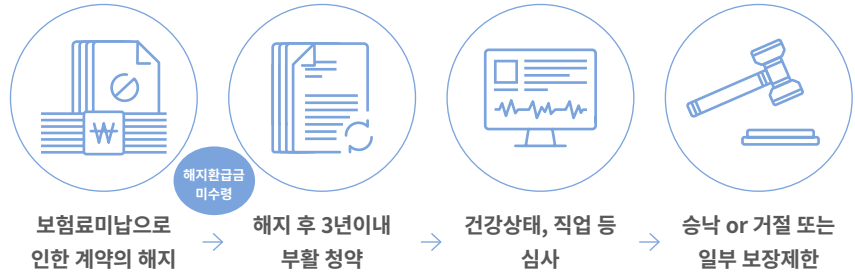 해지환급금
미수령
보험료미납으로
인한 계약의 해지
→
해지 후 3년이내
부활 청약
→
건강상태, 직업 등
심사
→
승낙 or 거절 또는
일부 보장제한